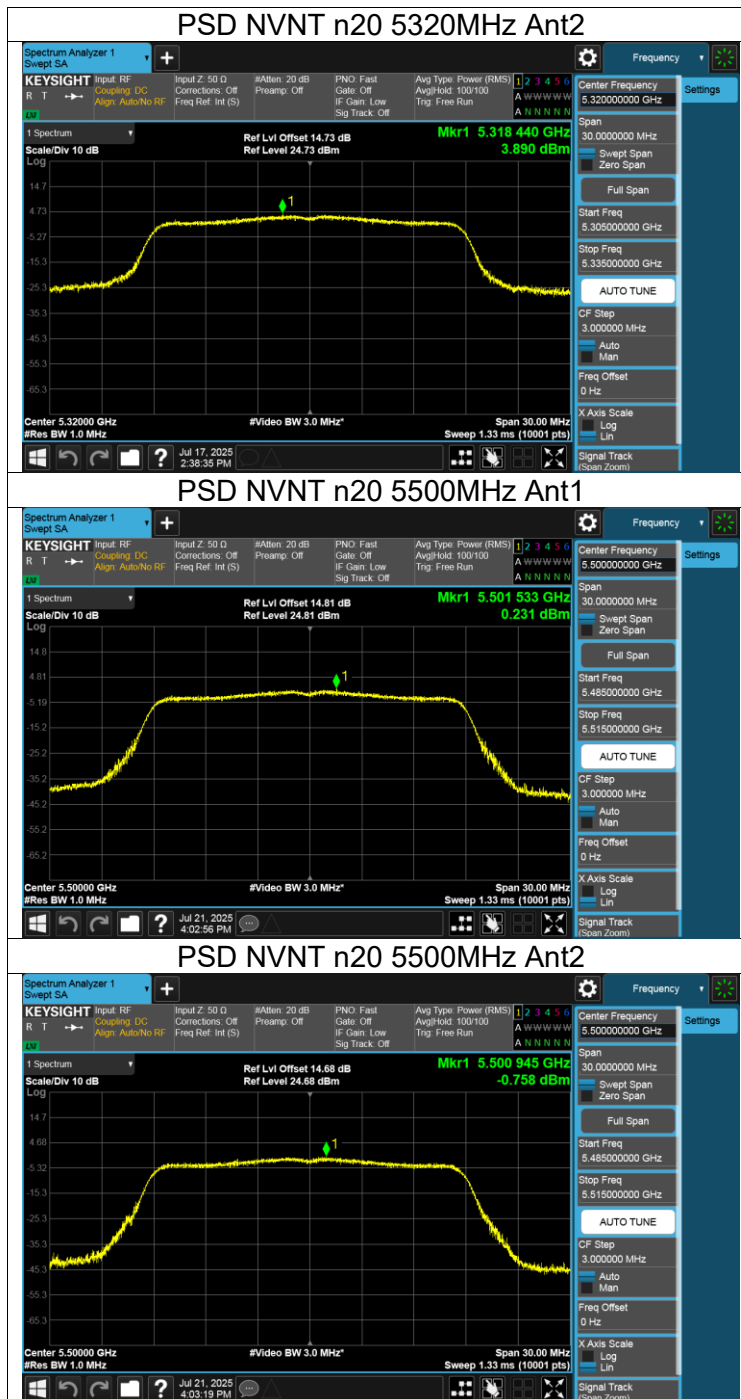 PSD NVNT n20 5320MHz Ant2
Spectrum Analyzer 1
Swept SA
Frequency
KEYSIGHT
R T
LXI
Input: RF
Coupling: DC
Align: Auto/No RF
Input Z: 50 Ω
Corrections: Off
Freq Ref: Int (S)
#Atten: 20 dB
Preamp: Off
PNO: Fast
Gate: Off
IF Gain: Low
Sig Track: Off
Avg Type: Power (RMS)
Avg|Hold: 100/100
Trig: Free Run
1 2 3 4 5 6
A W W W W W
A N N N N N
1 Spectrum
Scale/Div 10 dB
Log
Ref Lvl Offset 14.73 dB
Ref Level 24.73 dBm
Mkr1 5.318 440 GHz
3.890 dBm
14.7
4.73
-5.27
-15.3
-25.3
-35.3
-45.3
-55.3
-65.3
1
Center 5.32000 GHz
#Res BW 1.0 MHz
#Video BW 3.0 MHz*
Span 30.00 MHz
Sweep 1.33 ms (10001 pts)
Jul 17, 2025
2:38:35 PM
Center Frequency
5.320000000 GHz
Settings
Span
30.0000000 MHz
Swept Span
Zero Span
Full Span
Start Freq
5.305000000 GHz
Stop Freq
5.335000000 GHz
AUTO TUNE
CF Step
3.000000 MHz
Auto
Man
Freq Offset
0 Hz
X Axis Scale
Log
Lin
Signal Track
(Span Zoom)
PSD NVNT n20 5500MHz Ant1
Spectrum Analyzer 1
Swept SA
Frequency
KEYSIGHT
R T
LXI
Input: RF
Coupling: DC
Align: Auto/No RF
Input Z: 50 Ω
Corrections: Off
Freq Ref: Int (S)
#Atten: 20 dB
Preamp: Off
PNO: Fast
Gate: Off
IF Gain: Low
Sig Track: Off
Avg Type: Power (RMS)
Avg|Hold: 100/100
Trig: Free Run
1 2 3 4 5 6
A W W W W W
A N N N N N
1 Spectrum
Scale/Div 10 dB
Log
Ref Lvl Offset 14.81 dB
Ref Level 24.81 dBm
Mkr1 5.501 533 GHz
0.231 dBm
14.8
4.81
-5.19
-15.2
-25.2
-35.2
-45.2
-55.2
-65.2
1
Center 5.50000 GHz
#Res BW 1.0 MHz
#Video BW 3.0 MHz*
Span 30.00 MHz
Sweep 1.33 ms (10001 pts)
Jul 21, 2025
4:02:56 PM
Center Frequency
5.500000000 GHz
Settings
Span
30.0000000 MHz
Swept Span
Zero Span
Full Span
Start Freq
5.485000000 GHz
Stop Freq
5.515000000 GHz
AUTO TUNE
CF Step
3.000000 MHz
Auto
Man
Freq Offset
0 Hz
X Axis Scale
Log
Lin
Signal Track
(Span Zoom)
PSD NVNT n20 5500MHz Ant2
Spectrum Analyzer 1
Swept SA
Frequency
KEYSIGHT
R T
LXI
Input: RF
Coupling: DC
Align: Auto/No RF
Input Z: 50 Ω
Corrections: Off
Freq Ref: Int (S)
#Atten: 20 dB
Preamp: Off
PNO: Fast
Gate: Off
IF Gain: Low
Sig Track: Off
Avg Type: Power (RMS)
Avg|Hold: 100/100
Trig: Free Run
1 2 3 4 5 6
A W W W W W
A N N N N N
1 Spectrum
Scale/Div 10 dB
Log
Ref Lvl Offset 14.68 dB
Ref Level 24.68 dBm
Mkr1 5.500 945 GHz
-0.758 dBm
14.7
4.68
-5.32
-15.3
-25.3
-35.3
-45.3
-55.3
-65.3
1
Center 5.50000 GHz
#Res BW 1.0 MHz
#Video BW 3.0 MHz*
Span 30.00 MHz
Sweep 1.33 ms (10001 pts)
Jul 21, 2025
4:03:19 PM
Center Frequency
5.500000000 GHz
Settings
Span
30.0000000 MHz
Swept Span
Zero Span
Full Span
Start Freq
5.485000000 GHz
Stop Freq
5.515000000 GHz
AUTO TUNE
CF Step
3.000000 MHz
Auto
Man
Freq Offset
0 Hz
X Axis Scale
Log
Lin
Signal Track
(Span Zoom)